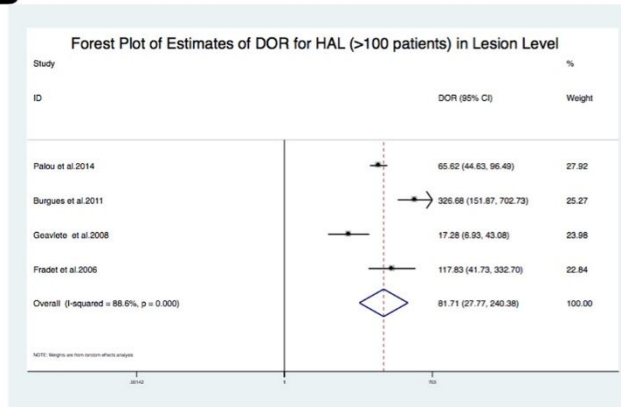 Forest Plot of Estimates of DOR for HAL (>100 patients) in Lesion Level
Study %
ID DOR (95% CI) Weight
Palou et al.2014 65.62 (44.63, 96.49) 27.92
Burgues et al.2011 326.68 (151.87, 702.73) 25.27
Geavlete et al.2008 17.28 (6.93, 43.08) 23.98
Fradet et al.2006 117.83 (41.73, 332.70) 22.84
Overall (I-squared = 88.6%, p = 0.000) 81.71 (27.77, 240.38) 100.00
NOTE: Weights are from random effects analysis
1 703